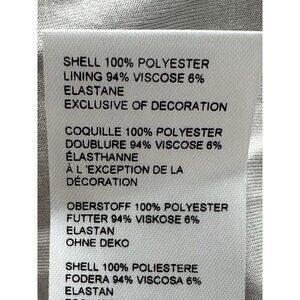 SHELL 100% POLYESTER
LINING 94% VISCOSE 6%
ELASTANE
EXCLUSIVE OF DECORATION
COQUILLE 100% POLYESTER
DOUBLURE 94% VISCOSE 6%
ÉLASTHANNE
À L'EXCEPTION DE LA
DÉCORATION
OBERSTOFF 100% POLYESTER
FUTTER 94% VISKOSE 6%
ELASTAN
OHNE DEKO
SHELL 100% POLIESTERE
FODERA 94% VISCOSA 6%
ELASTAN